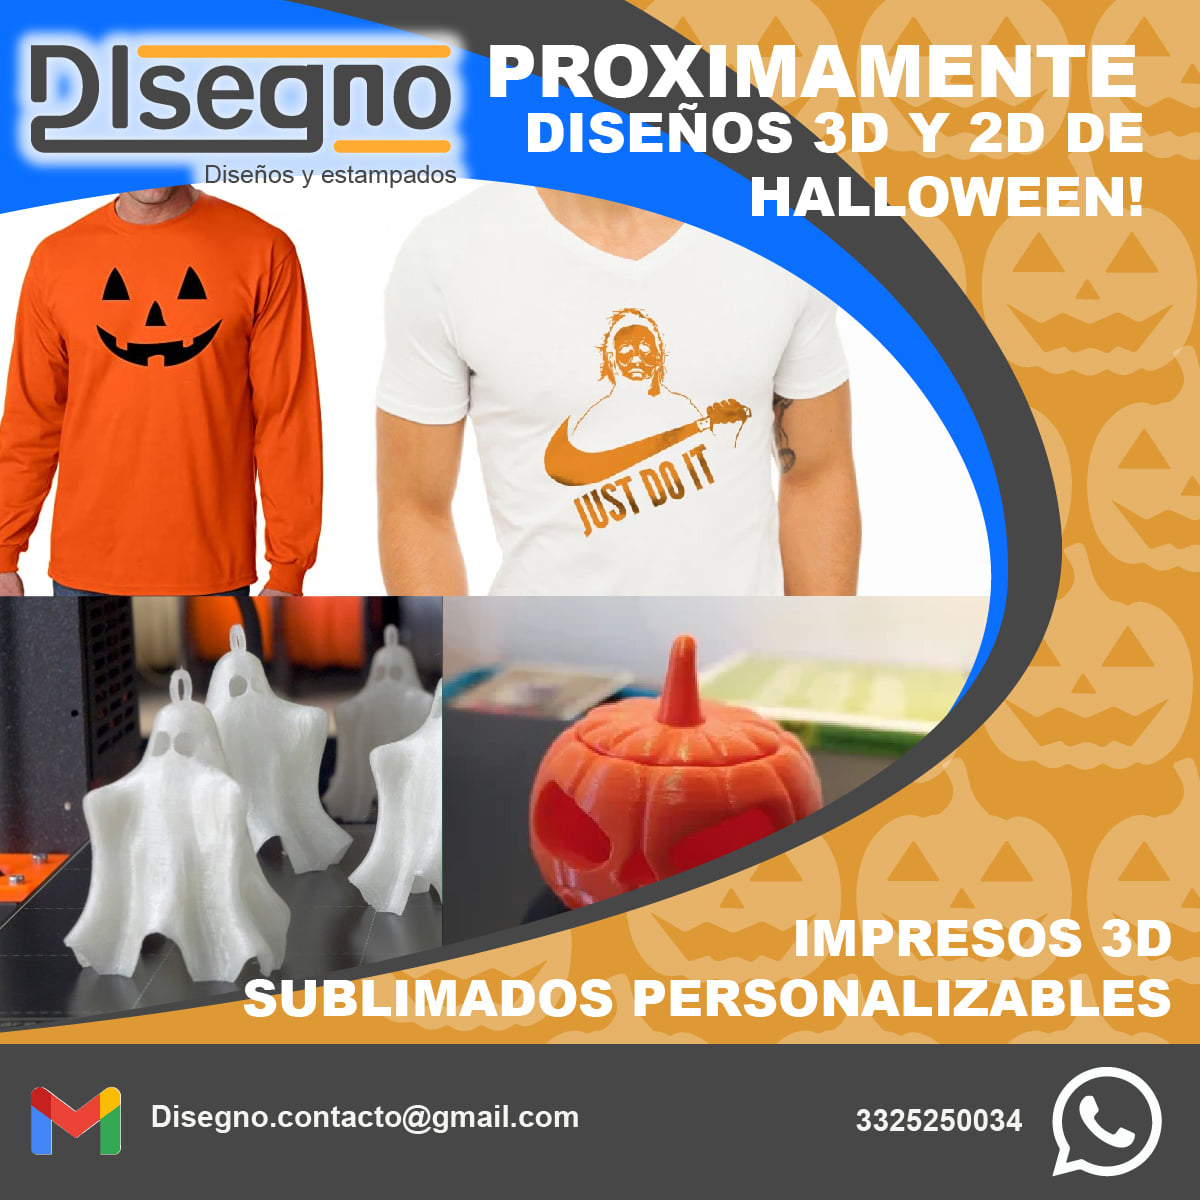 DIsegno
Diseños y estampados
PROXIMAMENTE
DISEÑOS 3D Y 2D DE
HALLOWEEN!
JUST DO IT
IMPRESOS 3D
SUBLIMADOS PERSONALIZABLES
Disegno.contacto@gmail.com
3325250034